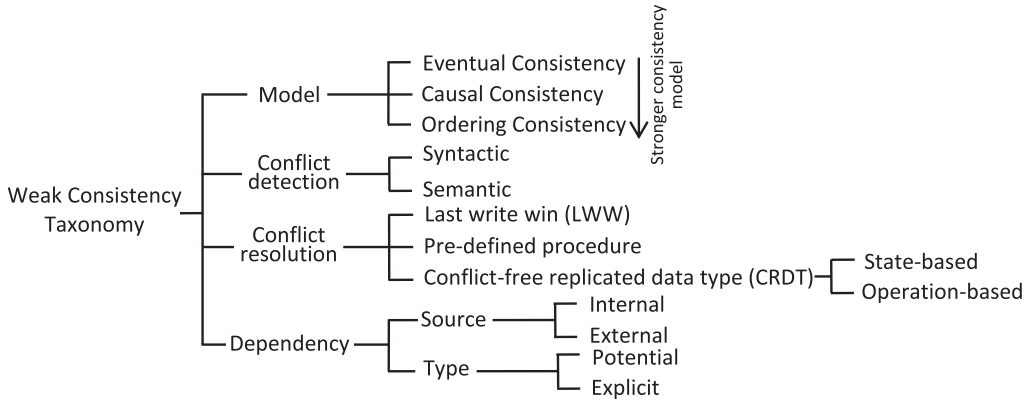 Weak Consistency
Taxonomy
Model
Eventual Consistency
Causal Consistency
Ordering Consistency
Stronger consistency
model
Conflict
detection
Syntactic
Semantic
Conflict
resolution
Last write win (LWW)
Pre-defined procedure
Conflict-free replicated data type (CRDT)
State-based
Operation-based
Dependency
Source
Internal
External
Type
Potential
Explicit